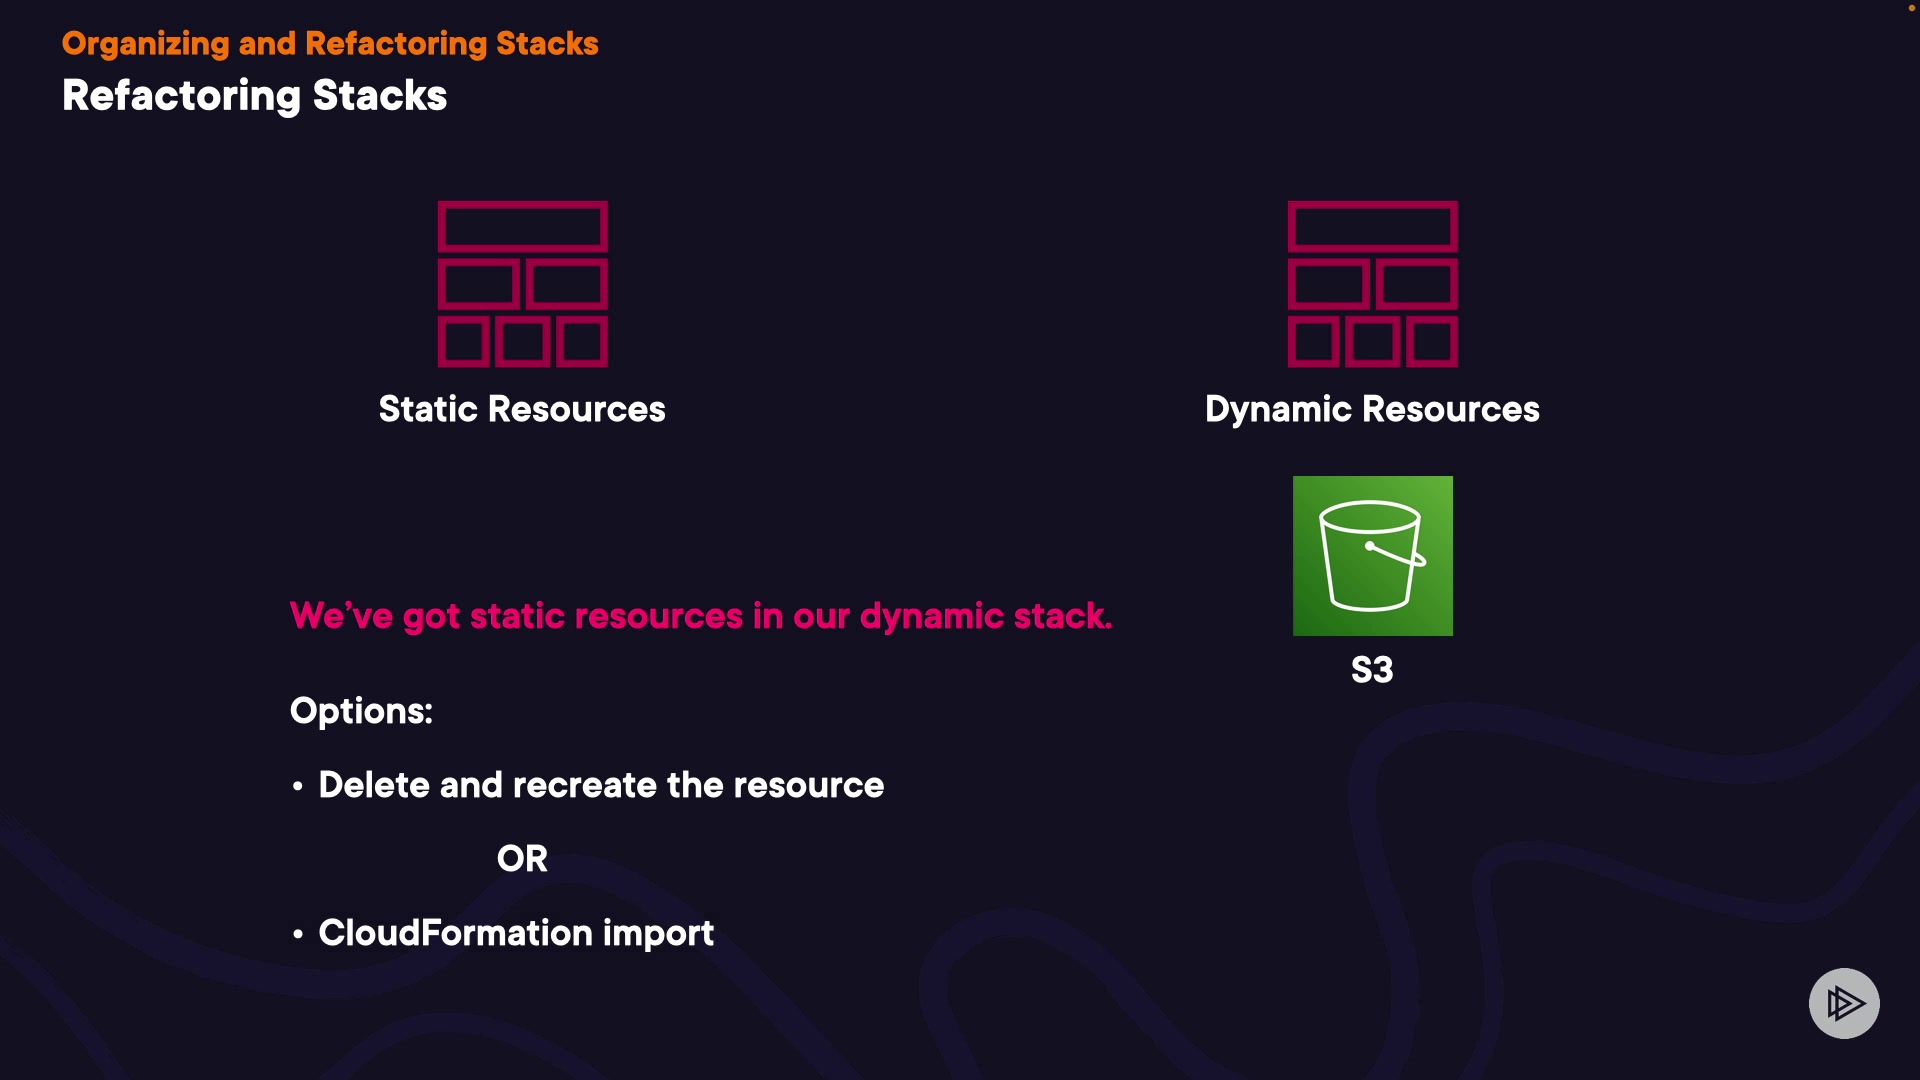 Organizing and Refactoring Stacks
Refactoring Stacks
Static Resources
Dynamic Resources
S3
We’ve got static resources in our dynamic stack.
Options:
• Delete and recreate the resource
OR
• CloudFormation import